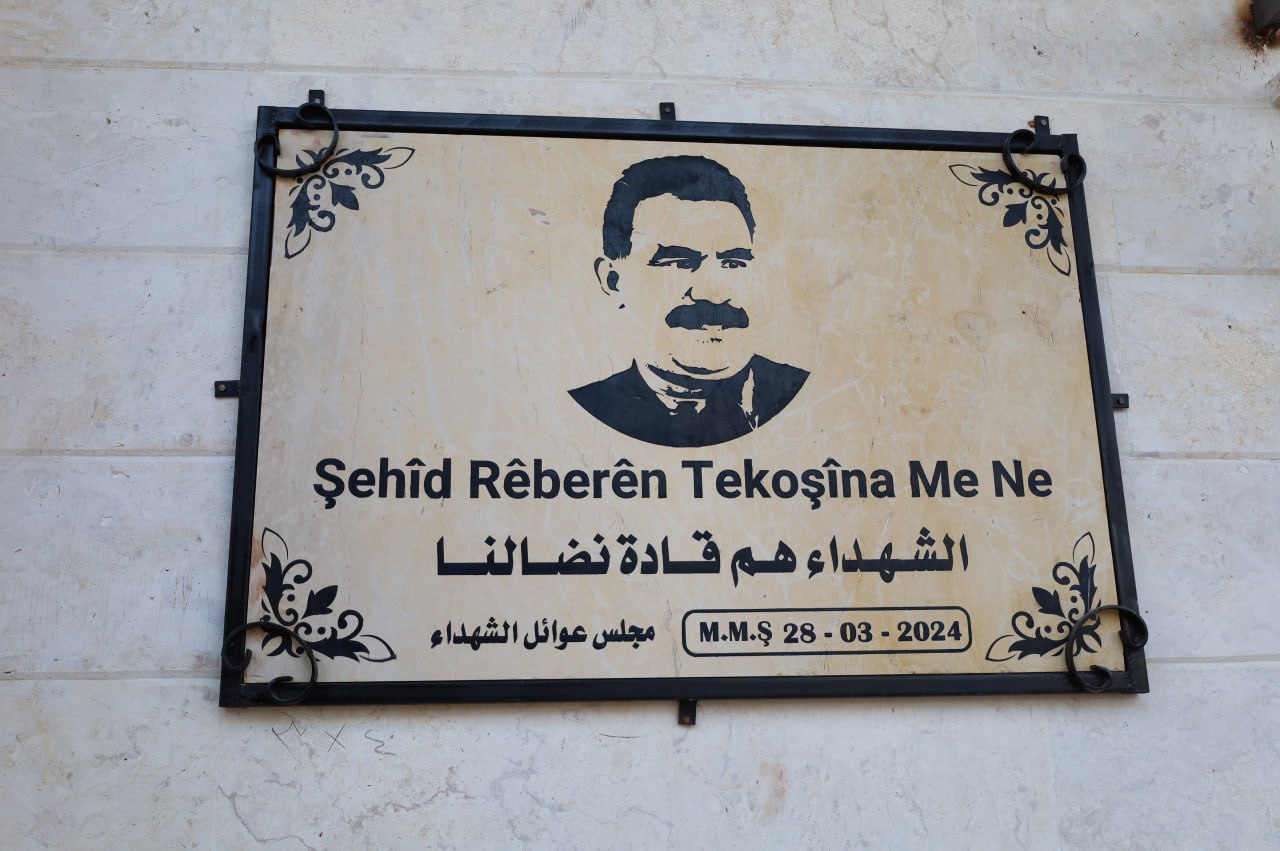 Şehîd Rêberên Tekoşîna Me Ne
الشهداء هم قادة نضالنا
مجلس عوائل الشهداء
M.M.Ş 28 - 03 - 2024